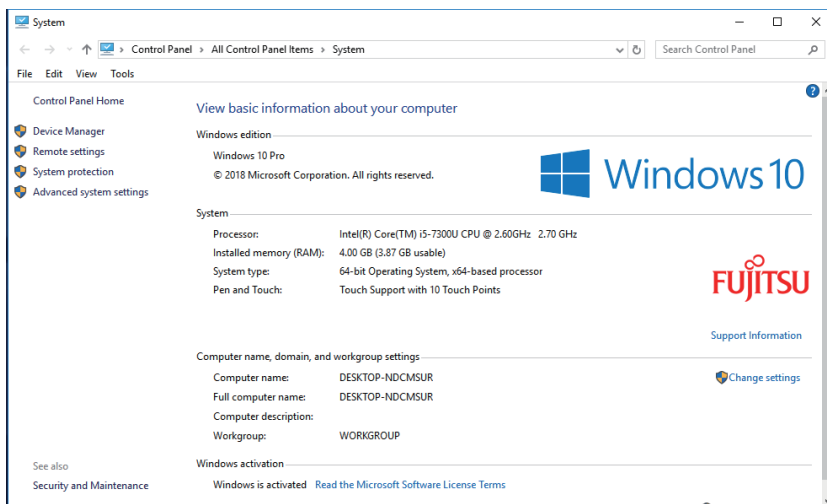 System
Control Panel > All Control Panel Items > System
Search Control Panel
File Edit View Tools
Control Panel Home
Device Manager
Remote settings
System protection
Advanced system settings
See also
Security and Maintenance
View basic information about your computer
Windows edition
Windows 10 Pro
© 2018 Microsoft Corporation. All rights reserved.
Windows 10
System
Processor: Intel(R) Core(TM) i5-7300U CPU @ 2.60GHz 2.70 GHz
Installed memory (RAM): 4.00 GB (3.87 GB usable)
System type: 64-bit Operating System, x64-based processor
Pen and Touch: Touch Support with 10 Touch Points
FUJITSU
Support Information
Computer name, domain, and workgroup settings
Computer name: DESKTOP-NDCMSUR
Change settings
Full computer name: DESKTOP-NDCMSUR
Computer description:
Workgroup: WORKGROUP
Windows activation
Windows is activated Read the Microsoft Software License Terms